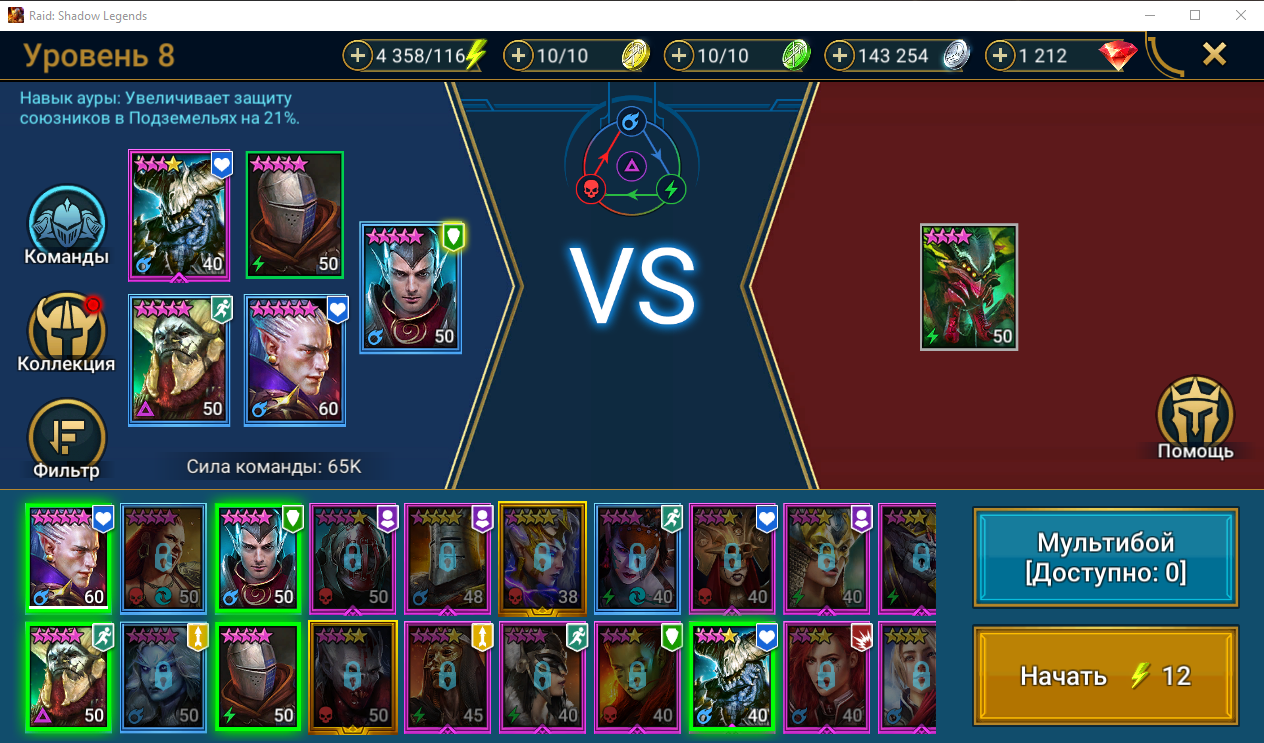 Raid: Shadow Legends
Уровень 8
4 358/116
10/10
10/10
143 254
1 212
Навык ауры: Увеличивает защиту
союзников в Подземельях на 21%.
Команды
Коллекция
Фильтр
40
50
50
50
60
VS
50
Помощь
Сила команды: 65K
60
50
50
50
48
38
40
40
40
50
50
50
50
45
40
40
40
40
Мультибой
[Доступно: 0]
Начать 12